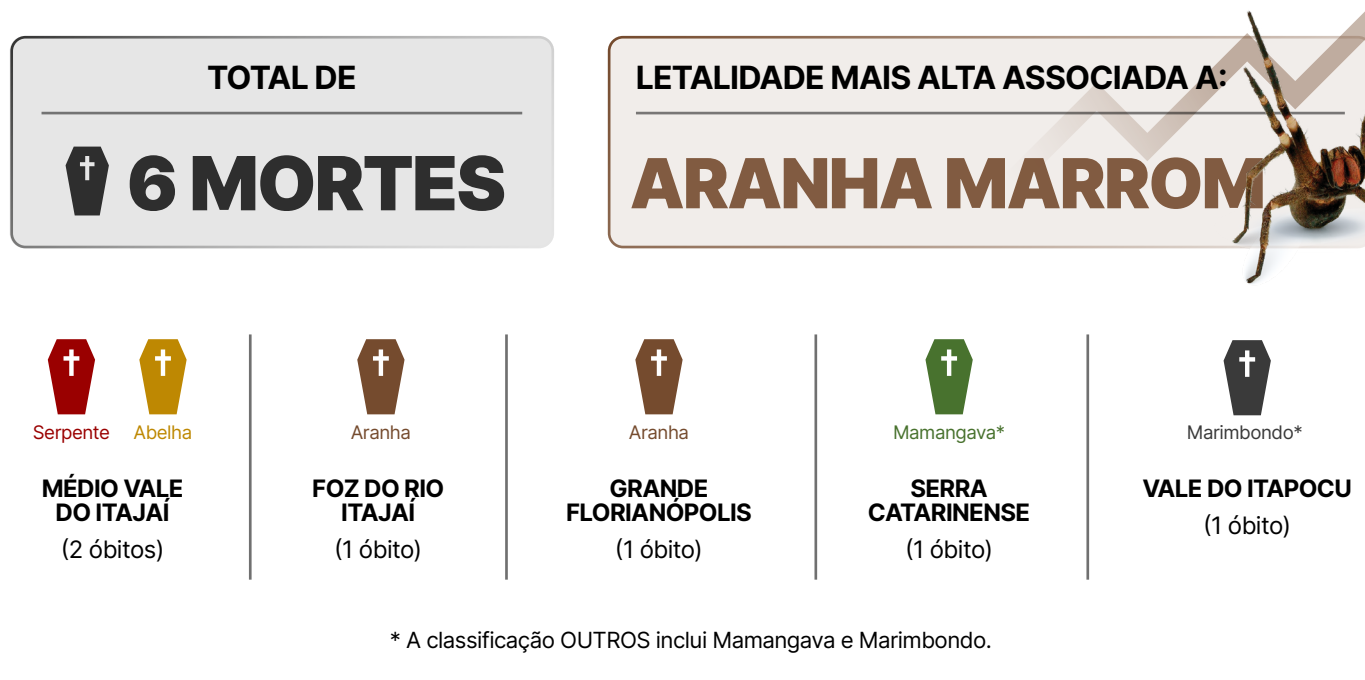 TOTAL DE
6 MORTES
LETALIDADE MAIS ALTA ASSOCIADA A:
ARANHA MARROM
Serpente
Abelha
MÉDIO VALE
DO ITAJAÍ
(2 óbitos)
Aranha
FOZ DO RIO
ITAJAÍ
(1 óbito)
Aranha
GRANDE
FLORIANÓPOLIS
(1 óbito)
Mamangava*
SERRA
CATARINENSE
(1 óbito)
Marimbondo*
VALE DO ITAPOCU
(1 óbito)
* A classificação OUTROS inclui Mamangava e Marimbondo.